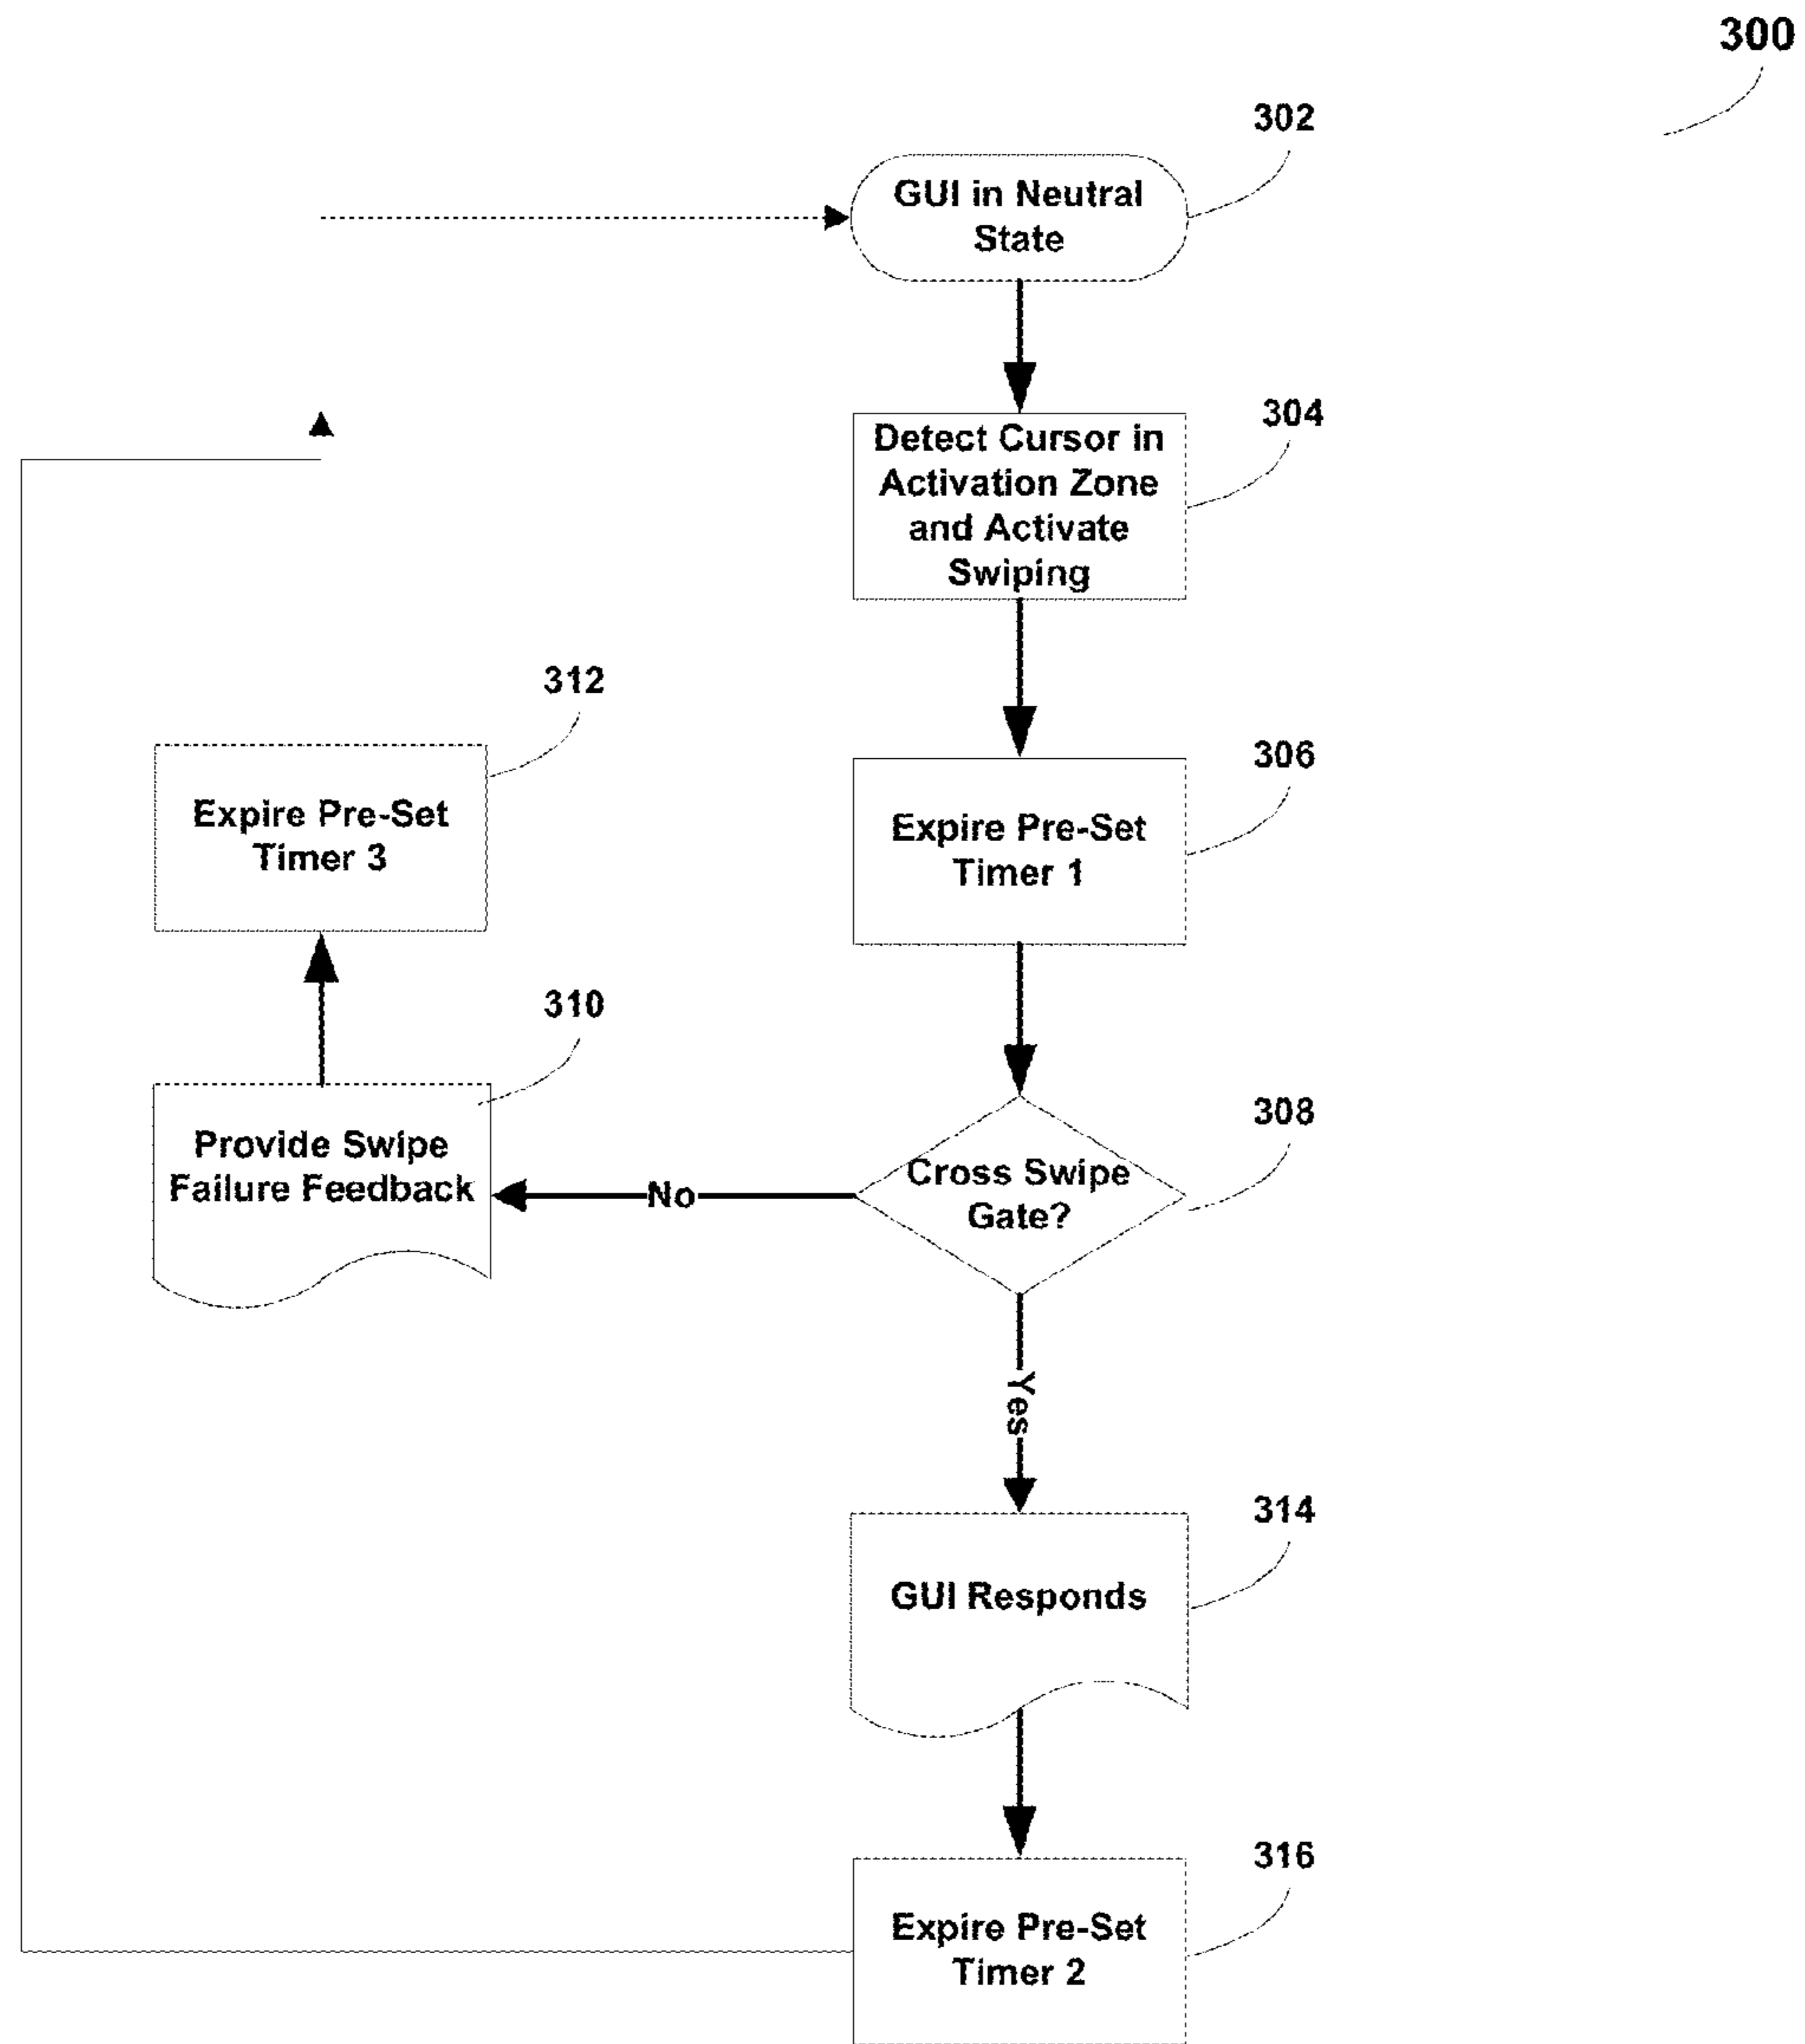 300
302
GUI in Neutral
State
304
Detect Cursor in
Activation Zone
and Activate
Swiping
312
Expire Pre-Set
Timer 3
306
Expire Pre-Set
Timer 1
310
Provide Swipe
Failure Feedback
No
308
Cross Swipe
Gate?
Yes
314
GUI Responds
316
Expire Pre-Set
Timer 2